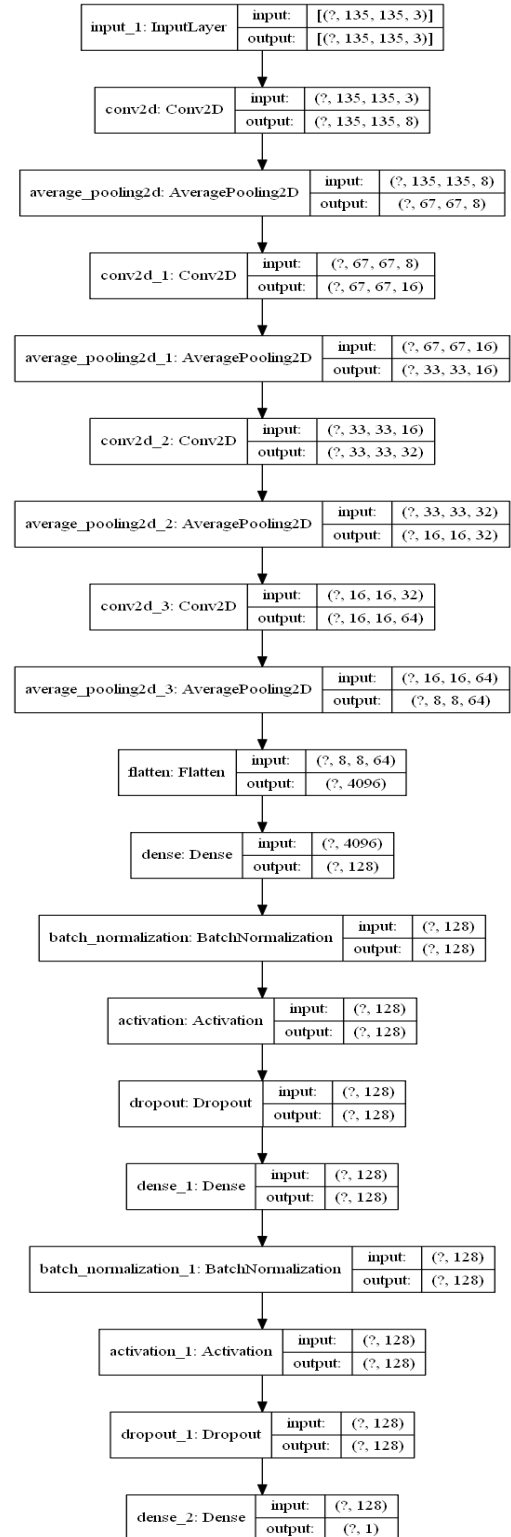 input_1: InputLayer
input: [(?, 135, 135, 3)]
output: [(?, 135, 135, 3)]
conv2d: Conv2D
input: (?, 135, 135, 3)
output: (?, 135, 135, 8)
average_pooling2d: AveragePooling2D
input: (?, 135, 135, 8)
output: (?, 67, 67, 8)
conv2d_1: Conv2D
input: (?, 67, 67, 8)
output: (?, 67, 67, 16)
average_pooling2d_1: AveragePooling2D
input: (?, 67, 67, 16)
output: (?, 33, 33, 16)
conv2d_2: Conv2D
input: (?, 33, 33, 16)
output: (?, 33, 33, 32)
average_pooling2d_2: AveragePooling2D
input: (?, 33, 33, 32)
output: (?, 16, 16, 32)
conv2d_3: Conv2D
input: (?, 16, 16, 32)
output: (?, 16, 16, 64)
average_pooling2d_3: AveragePooling2D
input: (?, 16, 16, 64)
output: (?, 8, 8, 64)
flatten: Flatten
input: (?, 8, 8, 64)
output: (?, 4096)
dense: Dense
input: (?, 4096)
output: (?, 128)
batch_normalization: BatchNormalization
input: (?, 128)
output: (?, 128)
activation: Activation
input: (?, 128)
output: (?, 128)
dropout: Dropout
input: (?, 128)
output: (?, 128)
dense_1: Dense
input: (?, 128)
output: (?, 128)
batch_normalization_1: BatchNormalization
input: (?, 128)
output: (?, 128)
activation_1: Activation
input: (?, 128)
output: (?, 128)
dropout_1: Dropout
input: (?, 128)
output: (?, 128)
dense_2: Dense
input: (?, 128)
output: (?, 1)